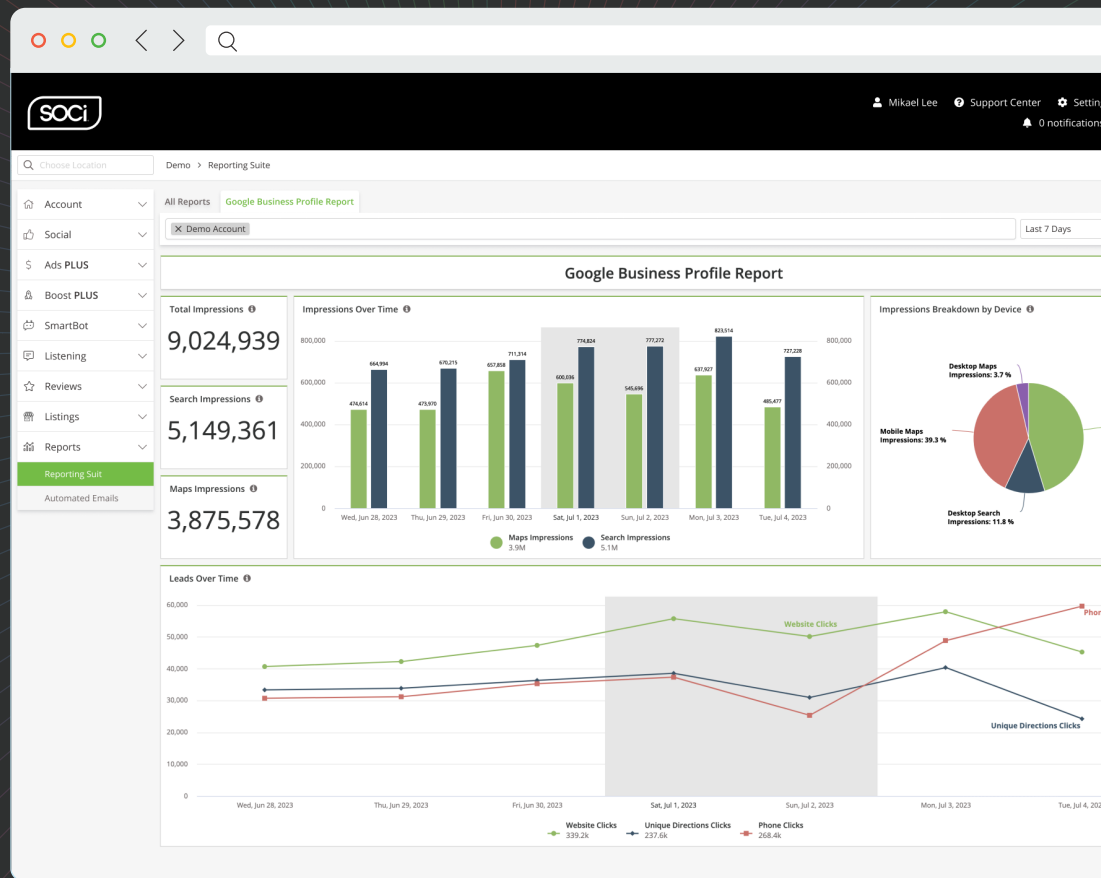 SOCi
Mikael Lee
Support Center
Settin
0 notifications
Choose Location
Demo > Reporting Suite
Account
Social
Ads PLUS
Boost PLUS
SmartBot
Listening
Reviews
Listings
Reports
Reporting Suit
Automated Emails
All Reports
Google Business Profile Report
Demo Account
Last 7 Days
Google Business Profile Report
Total Impressions
9,024,939
Search Impressions
5,149,361
Maps Impressions
3,875,578
Impressions Over Time
800,000
600,000
400,000
200,000
0
474,614
664,994
473,970
670,215
657,858
711,314
600,036
774,824
545,696
777,272
637,927
823,514
485,477
727,228
800,000
600,000
400,000
200,000
0
Wed, Jun 28, 2023
Thu, Jun 29, 2023
Fri, Jun 30, 2023
Sat, Jul 1, 2023
Sun, Jul 2, 2023
Mon, Jul 3, 2023
Tue, Jul 4, 2023
Maps Impressions
3.9M
Search Impressions
5.1M
Impressions Breakdown by Device
Desktop Maps
Impressions: 3.7 %
Mobile Maps
Impressions: 39.3 %
Desktop Search
Impressions: 11.8 %
Leads Over Time
60,000
50,000
40,000
30,000
20,000
10,000
0
Website Clicks
Phon
Unique Directions Clicks
Wed, Jun 28, 2023
Thu, Jun 29, 2023
Fri, Jun 30, 2023
Sat, Jul 1, 2023
Sun, Jul 2, 2023
Mon, Jul 3, 2023
Tue, Jul 4, 202
Website Clicks
339.2k
Unique Directions Clicks
237.6k
Phone Clicks
268.4k